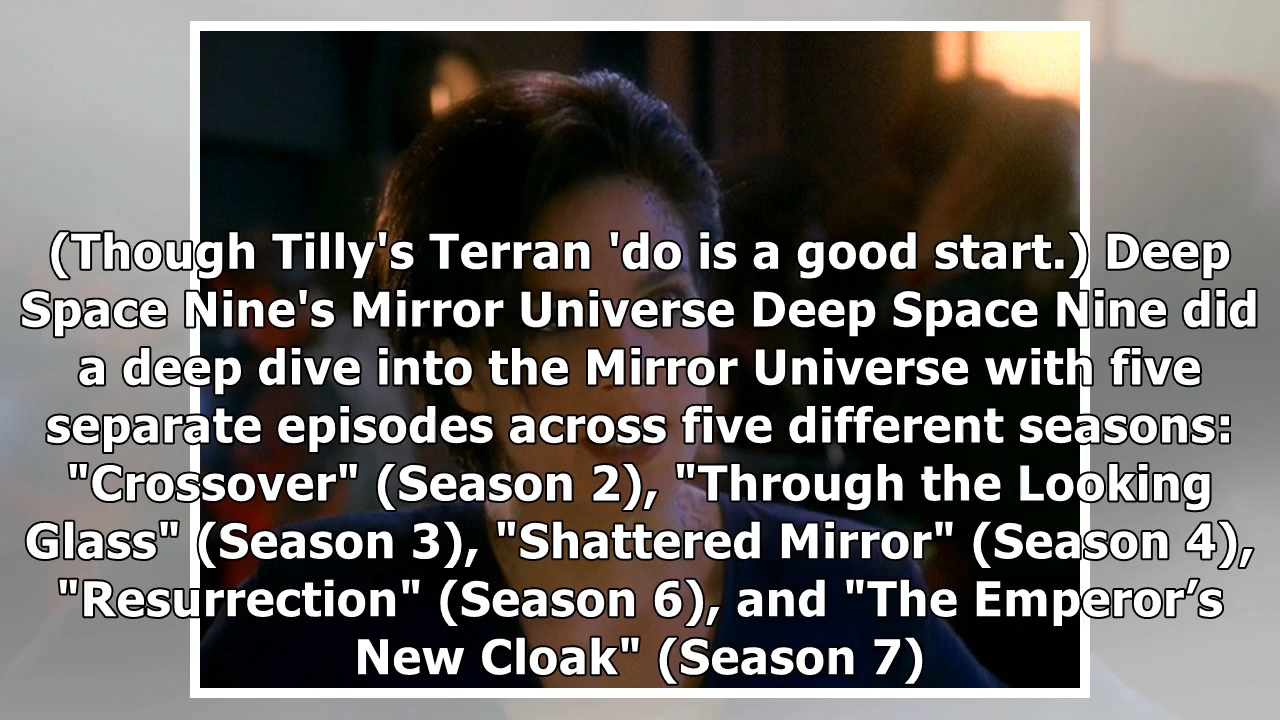 (Though Tilly's Terran 'do is a good start.) Deep
Space Nine's Mirror Universe Deep Space Nine did
a deep dive into the Mirror Universe with five
separate episodes across five different seasons:
"Crossover" (Season 2), "Through the Looking
Glass" (Season 3), "Shattered Mirror" (Season 4),
"Resurrection" (Season 6), and "The Emperor’s
New Cloak" (Season 7)